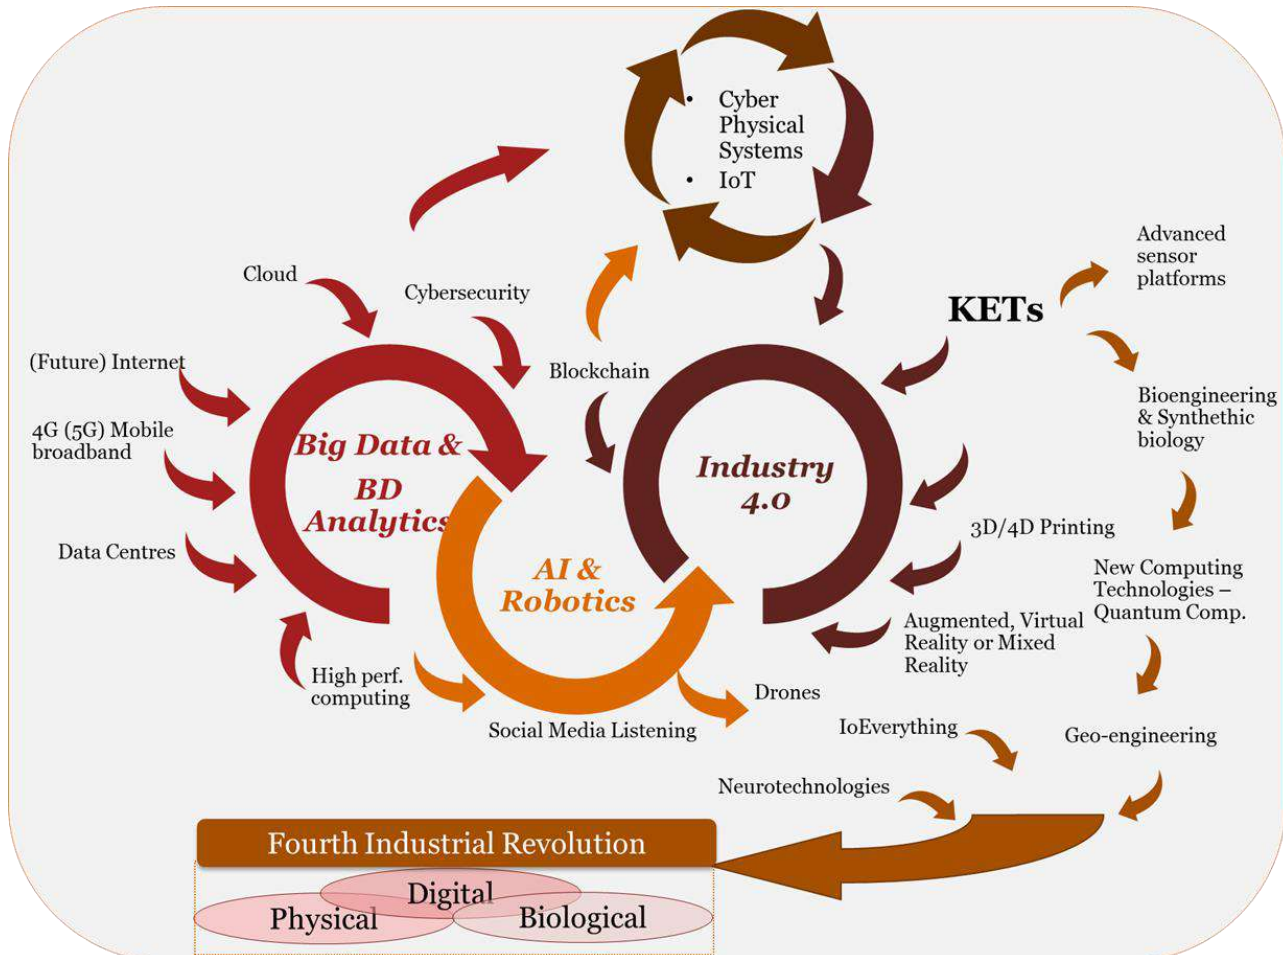 • Cyber
Physical
Systems
• IoT
Advanced
sensor
platforms
Cloud
Cybersecurity
KETs
(Future) Internet
Blockchain
4G (5G) Mobile
broadband
Bioengineering
& Synthethic
biology
Big Data &
BD
Analytics
Industry
4.0
3D/4D Printing
Data Centres
AI &
Robotics
New Computing
Technologies –
Quantum Comp.
Augmented, Virtual
Reality or Mixed
Reality
High perf.
computing
Drones
Social Media Listening
IoEverything
Geo-engineering
Neurotechnologies
Fourth Industrial Revolution
Digital
Physical
Biological